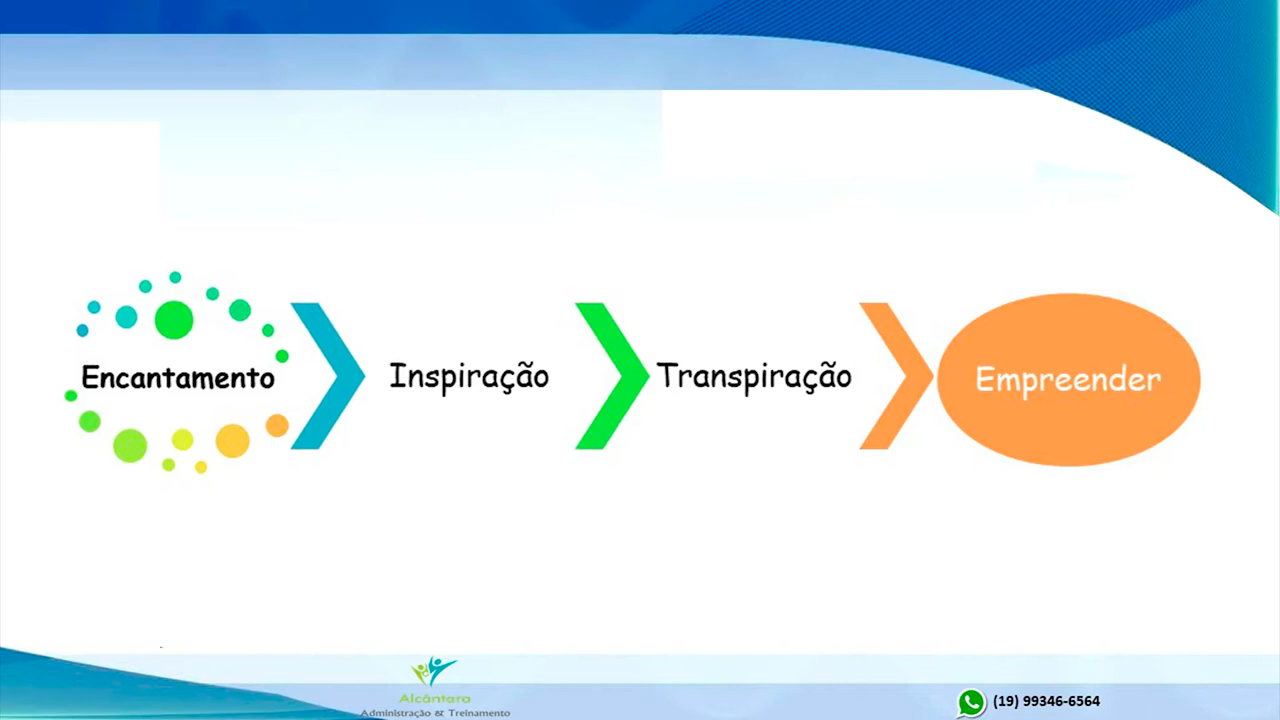 Encantamento
Inspiração
Transpiração
Empreender
Alcântara
Administração & Treinamento
(19) 99346-6564